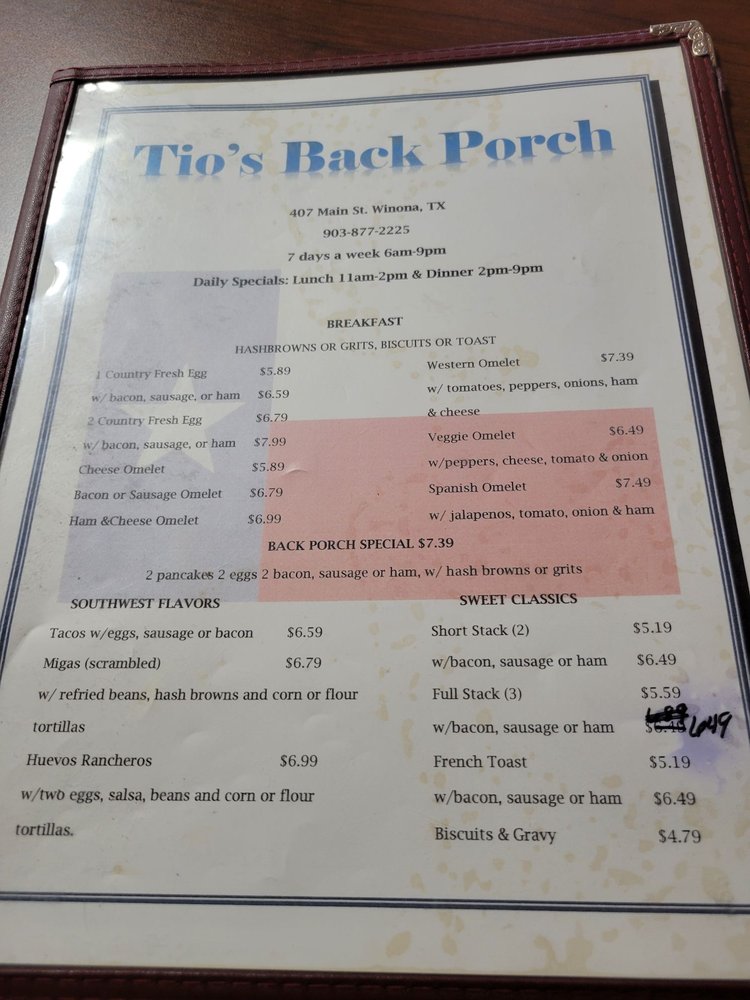 Tio's Back Porch
407 Main St. Winona, TX
903-877-2225
7 days a week 6am-9pm
Daily Specials: Lunch 11am-2pm & Dinner 2pm-9pm
BREAKFAST
HASHBROWNS OR GRITS, BISCUITS OR TOAST
1 Country Fresh Egg $5.89
w/ bacon, sausage, or ham $6.59
2 Country Fresh Egg $6.79
w/ bacon, sausage, or ham $7.99
Cheese Omelet $5.89
Bacon or Sausage Omelet $6.79
Ham &Cheese Omelet $6.99
Western Omelet $7.39
w/ tomatoes, peppers, onions, ham
& cheese
Veggie Omelet $6.49
w/peppers, cheese, tomato & onion
Spanish Omelet $7.49
w/ jalapenos, tomato, onion & ham
BACK PORCH SPECIAL $7.39
2 pancakes 2 eggs 2 bacon, sausage or ham, w/ hash browns or grits
SOUTHWEST FLAVORS
Tacos w/eggs, sausage or bacon $6.59
Migas (scrambled) $6.79
w/ refried beans, hash browns and corn or flour
tortillas
Huevos Rancheros $6.99
w/two eggs, salsa, beans and corn or flour
tortillas.
SWEET CLASSICS
Short Stack (2) $5.19
w/bacon, sausage or ham $6.49
Full Stack (3) $5.59
w/bacon, sausage or ham 6.49
French Toast $5.19
w/bacon, sausage or ham $6.49
Biscuits & Gravy $4.79